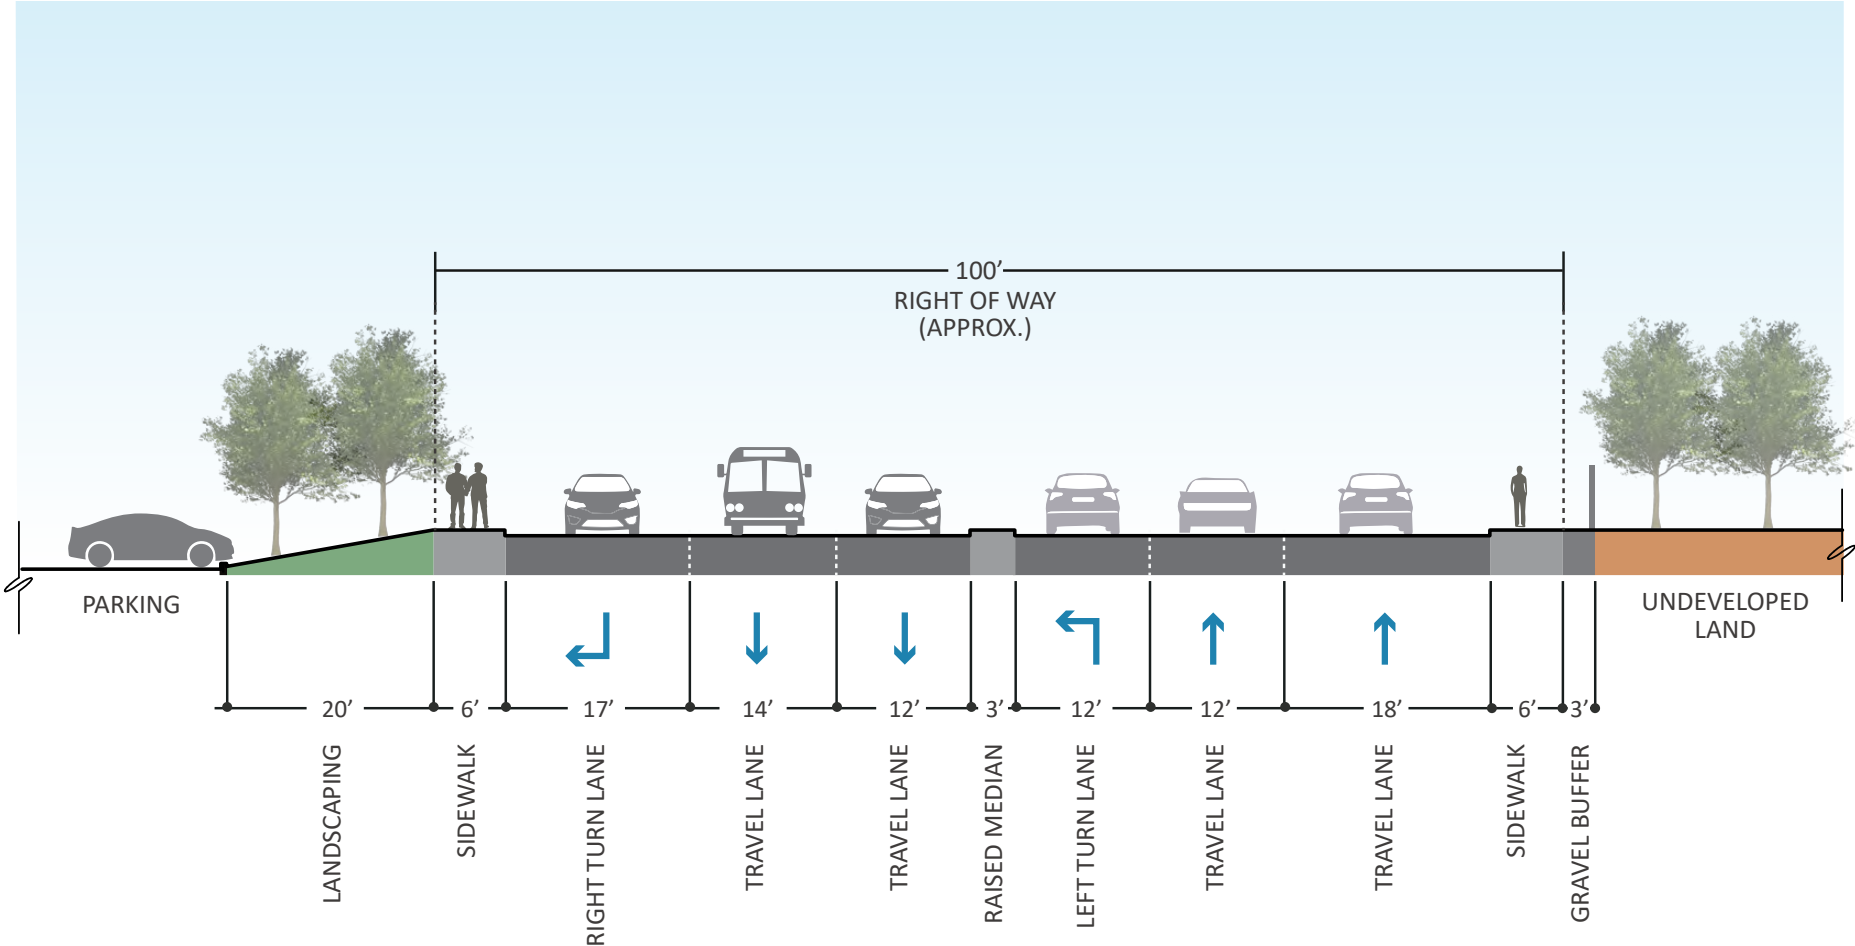 100’
RIGHT OF WAY
(APPROX.)
PARKING
UNDEVELOPED
LAND
20’
6’
17’
14’
12’
3’
12’
12’
18’
6’
3’
LANDSCAPING
SIDEWALK
RIGHT TURN LANE
TRAVEL LANE
TRAVEL LANE
RAISED MEDIAN
LEFT TURN LANE
TRAVEL LANE
TRAVEL LANE
SIDEWALK
GRAVEL BUFFER